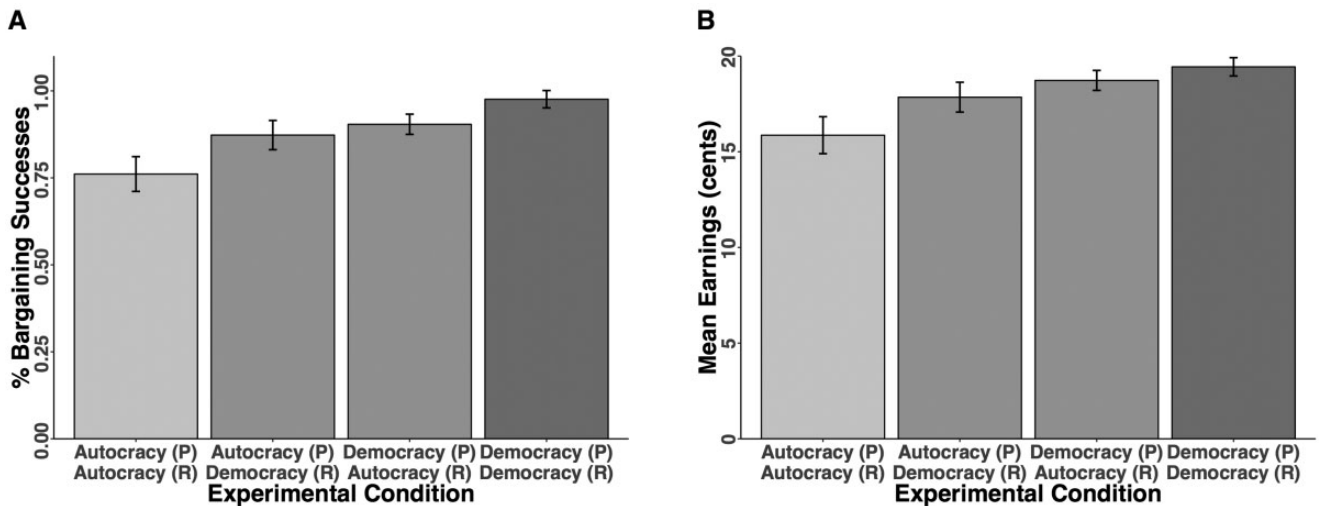 A
% Bargaining Successes
1.00
0.75
0.50
0.25
0.00
Autocracy (P) Autocracy (P) Democracy (P) Democracy (P)
Autocracy (R) Democracy (R) Autocracy (R) Democracy (R)
Experimental Condition
B
Mean Earnings (cents)
20
15
10
5
0
Autocracy (P) Autocracy (P) Democracy (P) Democracy (P)
Autocracy (R) Democracy (R) Autocracy (R) Democracy (R)
Experimental Condition